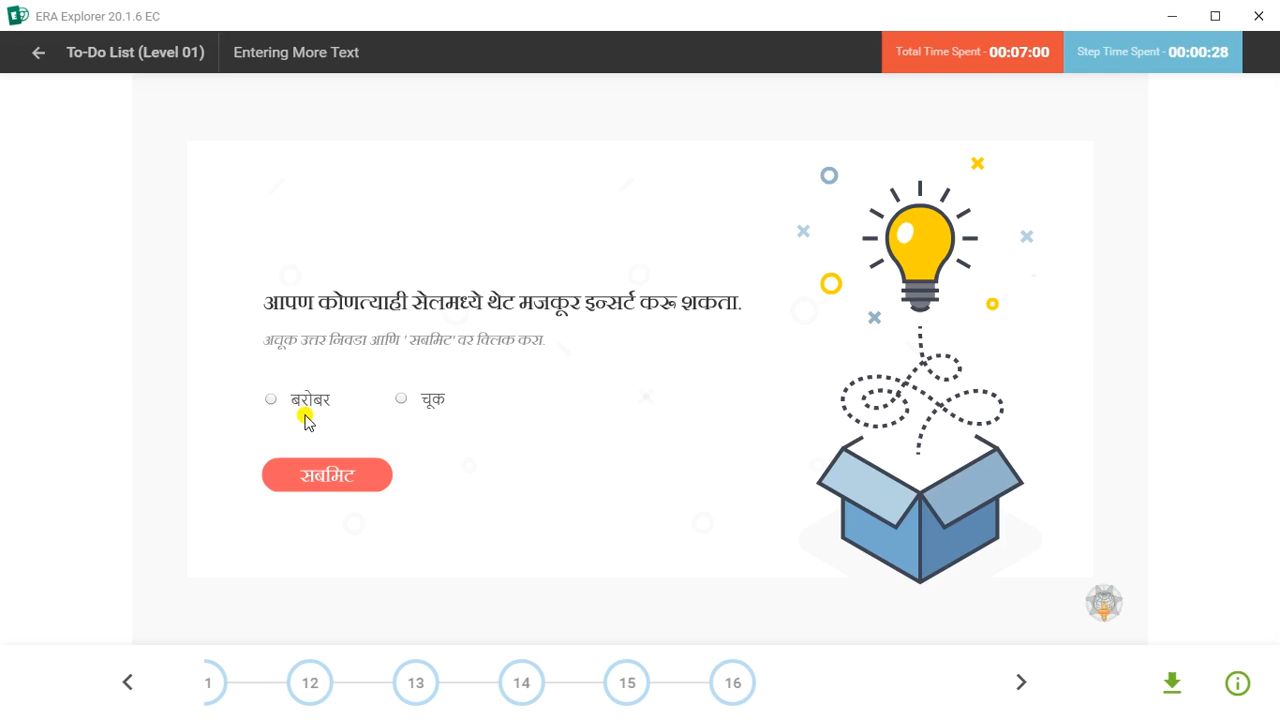 ERA Explorer 20.1.6 EC
To-Do List (Level 01)
Entering More Text
Total Time Spent - 00:07:00
Step Time Spent - 00:00:28
आपण कोणत्याही सेलमध्ये थेट मजकूर इन्सर्ट करू शकता.
अचूक उत्तर निवडा आणि ' सबमिट' वर क्लिक करा.
बरोबर
चूक
सबमिट
1 12 13 14 15 16